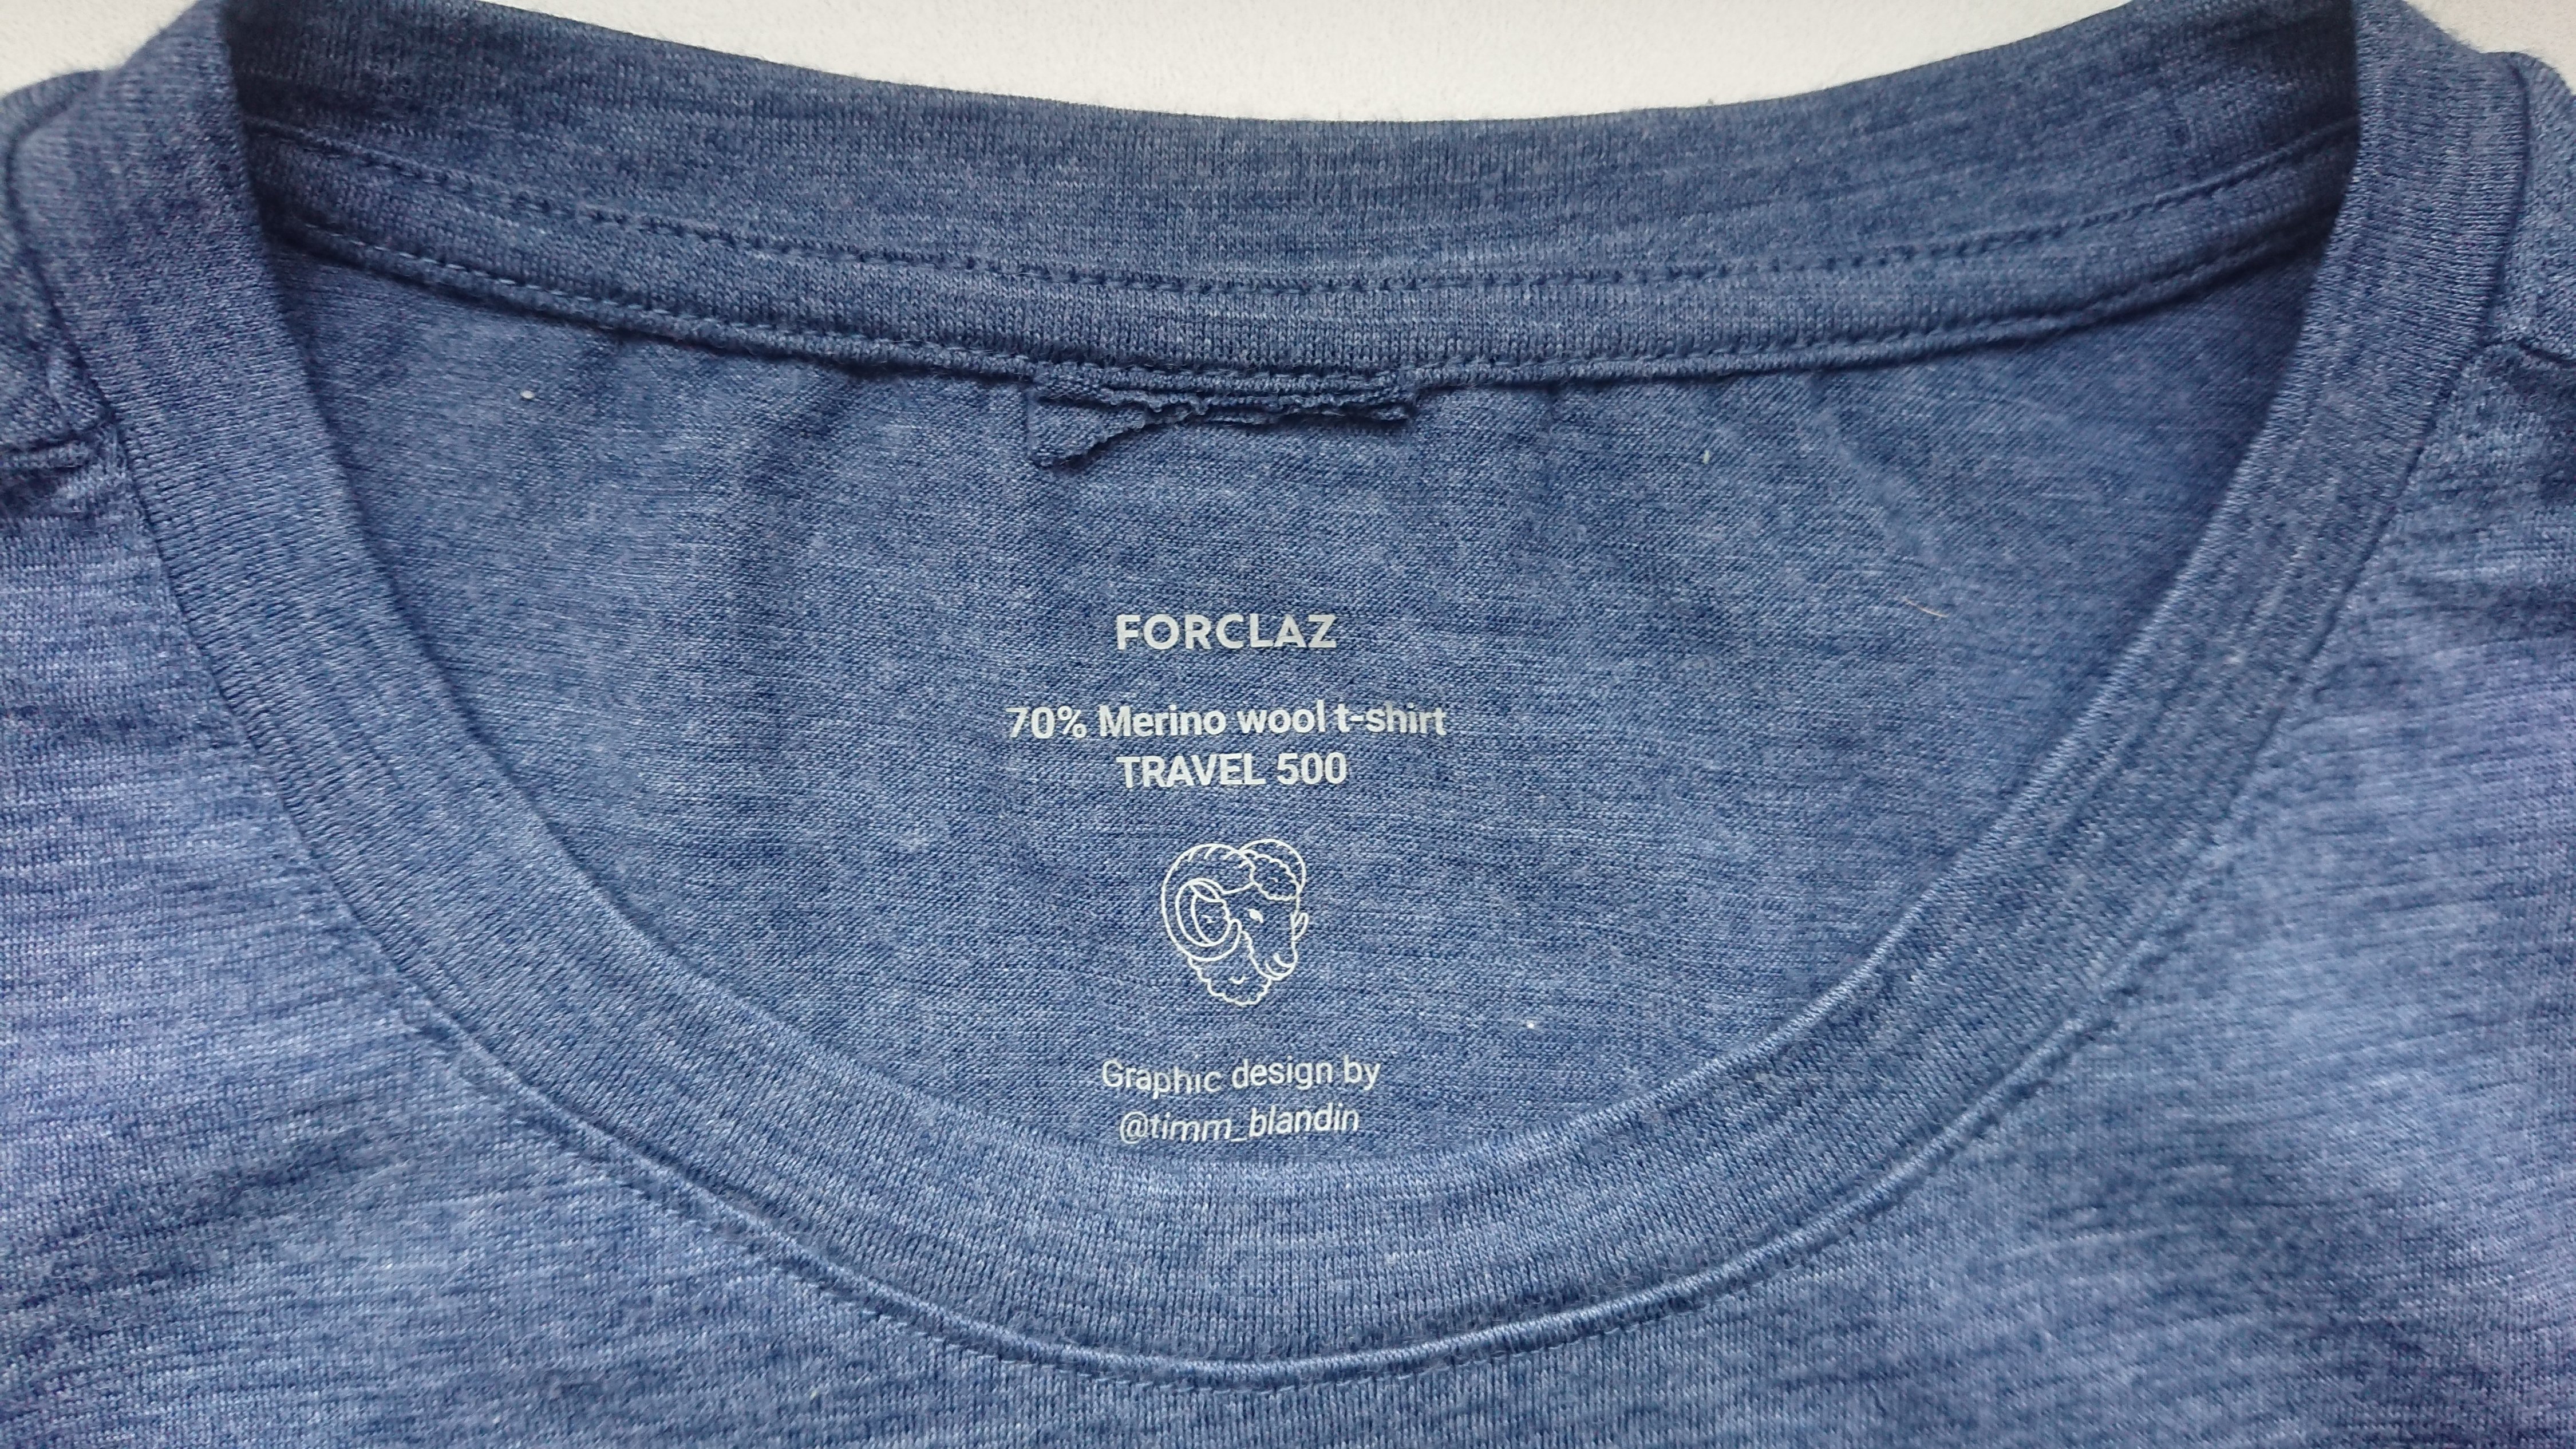 FORCLAZ
70% Merino wool t-shirt
TRAVEL 500
Graphic design by
@timm_blandin